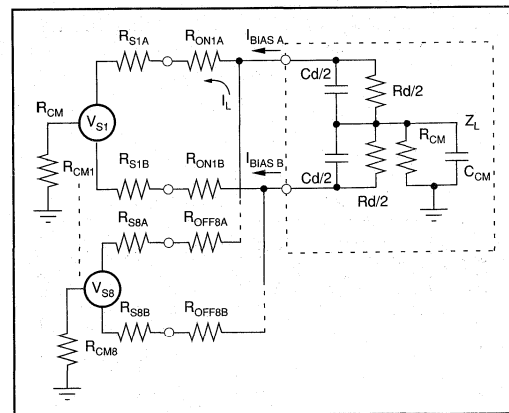 R_S1A R_ON1A I_BIAS A
Cd/2
Rd/2
I_L
R_CM
V_S1
Z_L
R_CM
R_CM1
R_S1B R_ON1B I_BIAS B
Cd/2
C_CM
Rd/2
R_S8A R_OFF8A
V_S8
R_S8B R_OFF8B
R_CM8